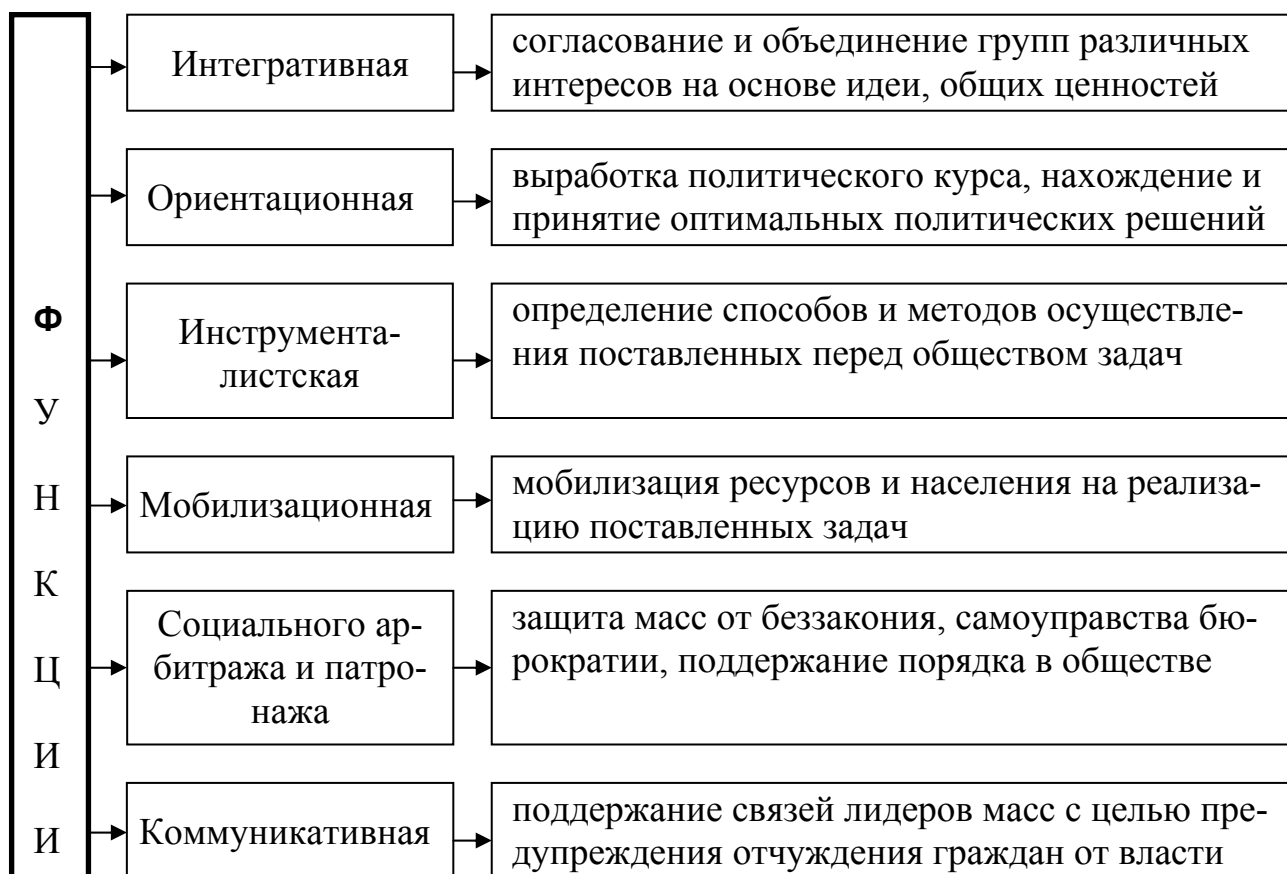 Ф
У
Н
К
Ц
И
И
Интегративная
согласование и объединение групп различных
интересов на основе идеи, общих ценностей
Ориентационная
выработка политического курса, нахождение и
принятие оптимальных политических решений
Инструмента-
листская
определение способов и методов осуществле-
ния поставленных перед обществом задач
Мобилизационная
мобилизация ресурсов и населения на реализа-
цию поставленных задач
Социального ар-
битража и патро-
нажа
защита масс от беззакония, самоуправства бю-
рократии, поддержание порядка в обществе
Коммуникативная
поддержание связей лидеров масс с целью пре-
дупреждения отчуждения граждан от власти